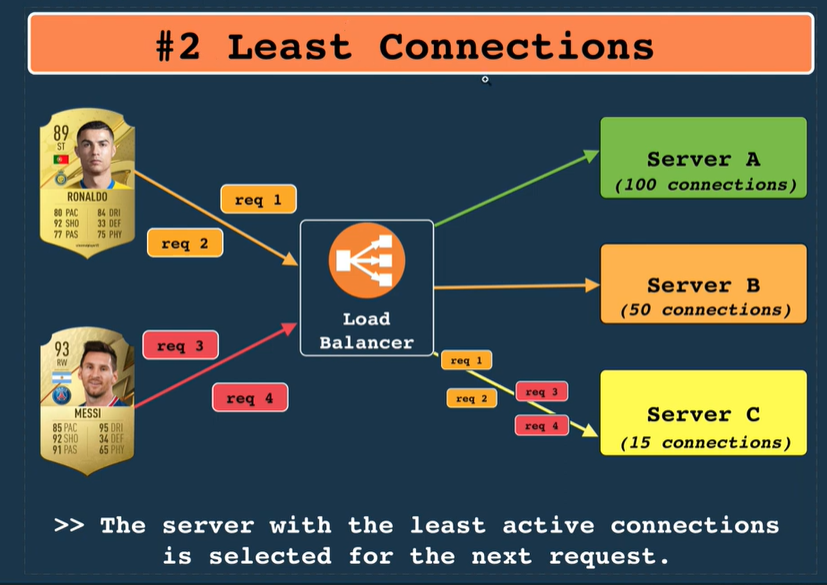 #2 Least Connections
89
ST
RONALDO
80 PAC 84 DRI
92 SHO 33 DEF
77 PAS 75 PHY
req 1
req 2
93
RW
MESSI
85 PAC 95 DRI
92 SHO 34 DEF
91 PAS 65 PHY
req 3
req 4
Load
Balancer
req 1
req 2
req 3
req 4
Server A
(100 connections)
Server B
(50 connections)
Server C
(15 connections)
>> The server with the least active connections
is selected for the next request.